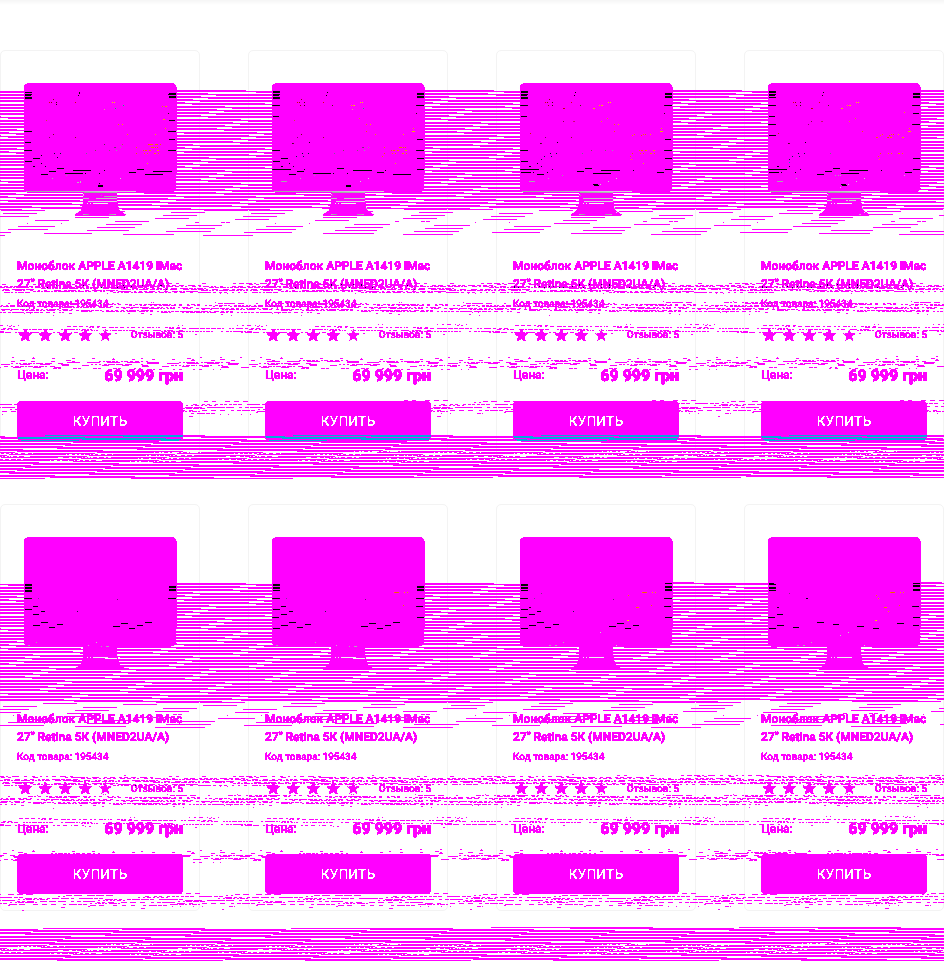 Моноблок APPLE A1419 iMac Моноблок APPLE A1419 iMac Моноблок APPLE A1419 iMac Моноблок APPLE A1419 iMac
27" Retina 5K (MNED2UA/A) 27" Retina 5K (MNED2UA/A) 27" Retina 5K (MNED2UA/A) 27" Retina 5K (MNED2UA/A)
Код товара: 195434 Код товара: 195434 Код товара: 195434 Код товара: 195434
Отзывов: 5 Отзывов: 5 Отзывов: 5 Отзывов: 5
Цена: 69 999 грн Цена: 69 999 грн Цена: 69 999 грн Цена: 69 999 грн
КУПИТЬ КУПИТЬ КУПИТЬ КУПИТЬ
Моноблок APPLE A1419 iMac Моноблок APPLE A1419 iMac Моноблок APPLE A1419 iMac Моноблок APPLE A1419 iMac
27" Retina 5K (MNED2UA/A) 27" Retina 5K (MNED2UA/A) 27" Retina 5K (MNED2UA/A) 27" Retina 5K (MNED2UA/A)
Код товара: 195434 Код товара: 195434 Код товара: 195434 Код товара: 195434
Отзывов: 5 Отзывов: 5 Отзывов: 5 Отзывов: 5
Цена: 69 999 грн Цена: 69 999 грн Цена: 69 999 грн Цена: 69 999 грн
КУПИТЬ КУПИТЬ КУПИТЬ КУПИТЬ